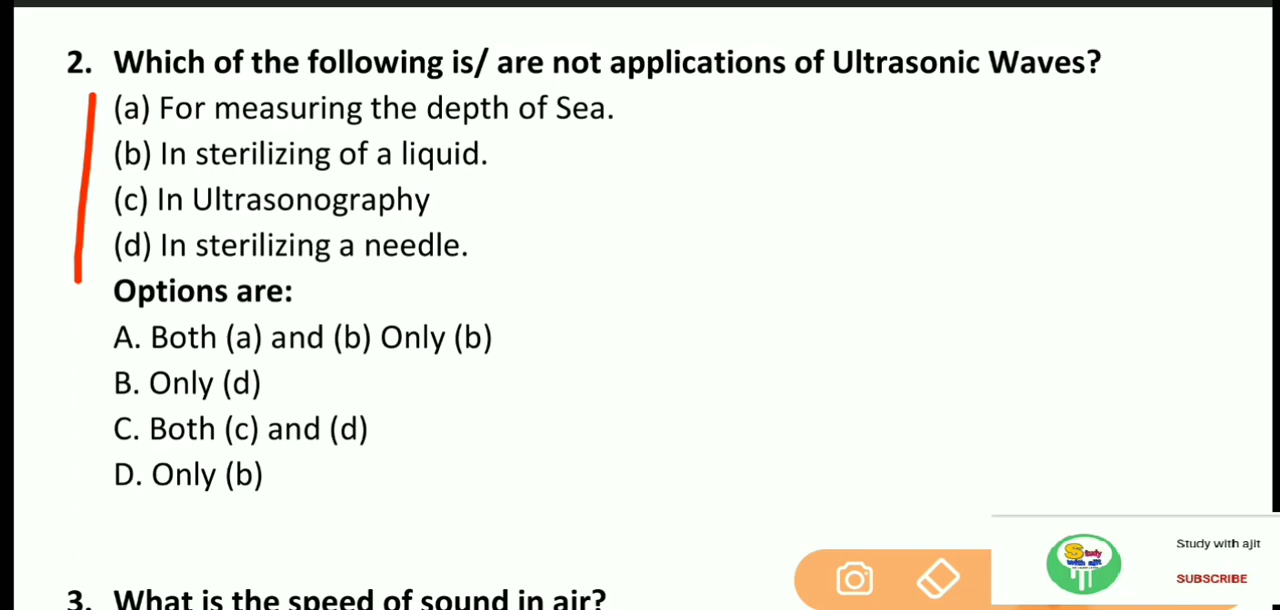 2. Which of the following is/ are not applications of Ultrasonic Waves?
(a) For measuring the depth of Sea.
(b) In sterilizing of a liquid.
(c) In Ultrasonography
(d) In sterilizing a needle.
Options are:
A. Both (a) and (b) Only (b)
B. Only (d)
C. Both (c) and (d)
D. Only (b)
Study with ajit
SUBSCRIBE
3. What is the speed of sound in air?